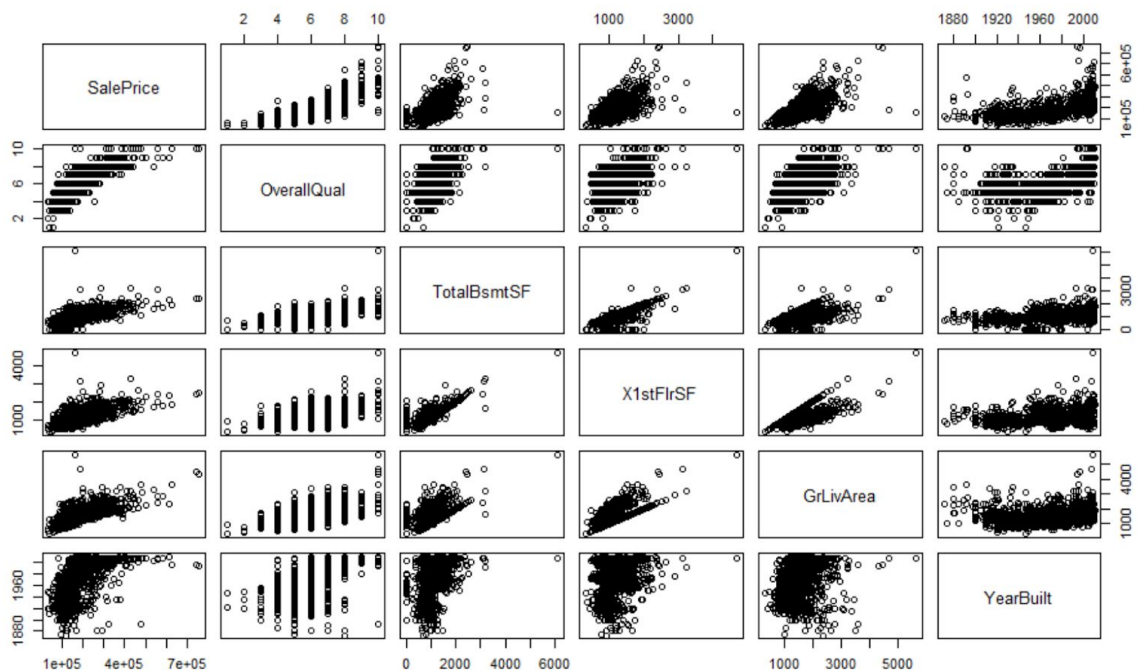 2 4 6 8 10 1000 3000 1880 1920 1960 2000
SalePrice
1e+05 6e+05
2 6 10
OverallQual
TotalBsmtSF
0 3000
1000 4000
X1stFlrSF
GrLivArea
1000 4000
1880 1960
YearBuilt
1e+05 4e+05 7e+05 0 2000 4000 6000 1000 3000 5000